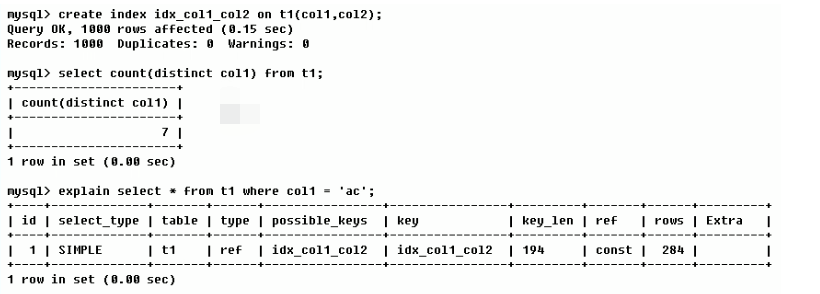 mysql> create index idx_col1_col2 on t1(col1,col2);
Query OK, 1000 rows affected (0.15 sec)
Records: 1000  Duplicates: 0  Warnings: 0
mysql> select count(distinct col1) from t1;
+----------------------+
| count(distinct col1) |
+----------------------+
|                    7 |
+----------------------+
1 row in set (0.00 sec)
mysql> explain select * from t1 where col1 = 'ac';
+----+-------------+-------+------+---------------+---------------+---------+-------+------+-------+
| id | select_type | table | type | possible_keys | key           | key_len | ref   | rows | Extra |
+----+-------------+-------+------+---------------+---------------+---------+-------+------+-------+
|  1 | SIMPLE      | t1    | ref  | idx_col1_col2 | idx_col1_col2 | 194     | const |  284 |       |
+----+-------------+-------+------+---------------+---------------+---------+-------+------+-------+
1 row in set (0.00 sec)